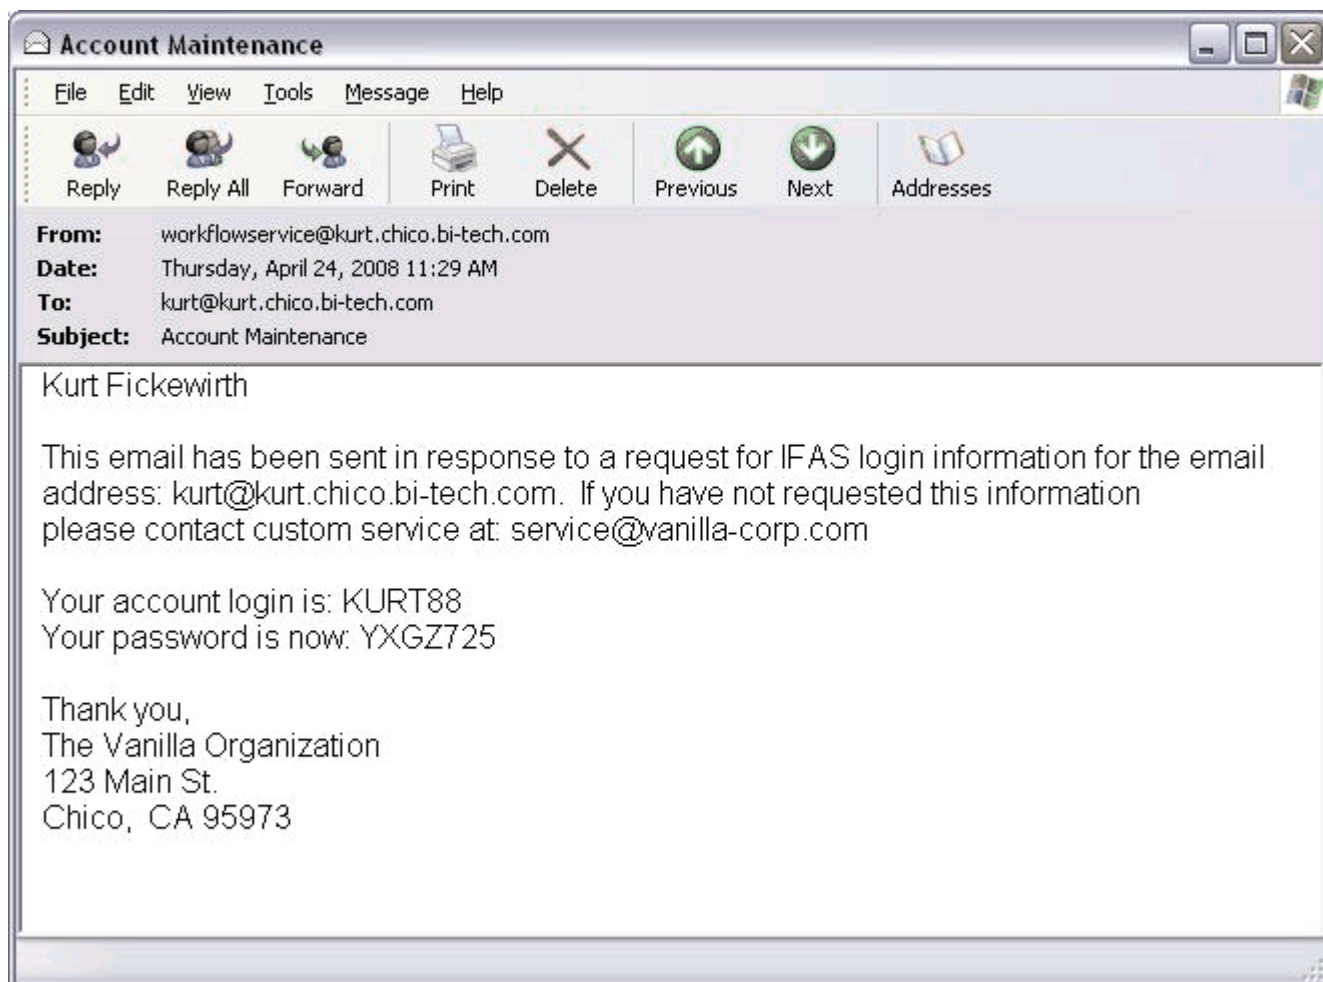 Account Maintenance
File Edit View Tools Message Help
Reply Reply All Forward Print Delete Previous Next Addresses
From: workflowservice@kurt.chico.bi-tech.com
Date: Thursday, April 24, 2008 11:29 AM
To: kurt@kurt.chico.bi-tech.com
Subject: Account Maintenance
Kurt Fickewirth
This email has been sent in response to a request for IFAS login information for the email
address: kurt@kurt.chico.bi-tech.com. If you have not requested this information
please contact custom service at: service@vanilla-corp.com
Your account login is: KURT88
Your password is now: YXGZ725
Thank you,
The Vanilla Organization
123 Main St.
Chico, CA 95973